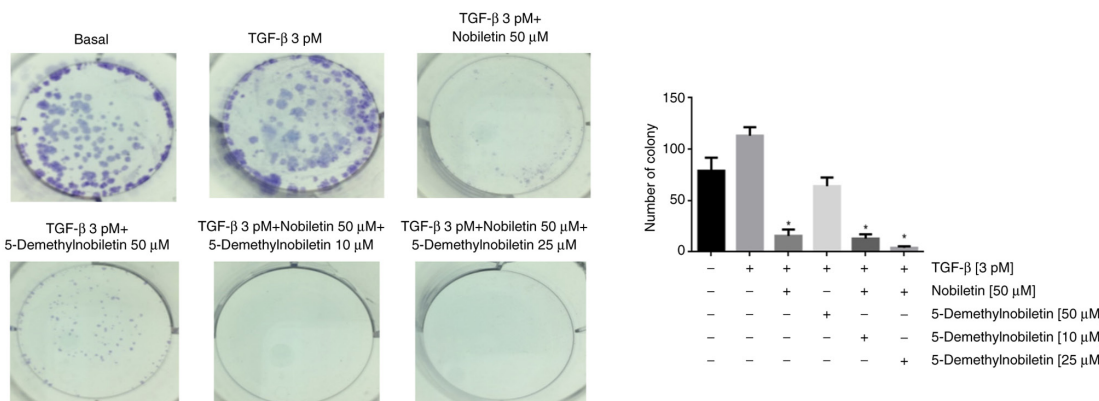 Basal
TGF-β 3 pM
TGF-β 3 pM+
Nobiletin 50 μM
TGF-β 3 pM+
5-Demethylnobiletin 50 μM
TGF-β 3 pM+Nobiletin 50 μM+
5-Demethylnobiletin 10 μM
TGF-β 3 pM+Nobiletin 50 μM+
5-Demethylnobiletin 25 μM
Number of colony
150
100
50
0
* * *
– + + + + + TGF-β [3 pM]
– – + – + + Nobiletin [50 μM]
– – – + – – 5-Demethylnobiletin [50 μM
– – – – + – 5-Demethylnobiletin [10 μM
– – – – – + 5-Demethylnobiletin [25 μM